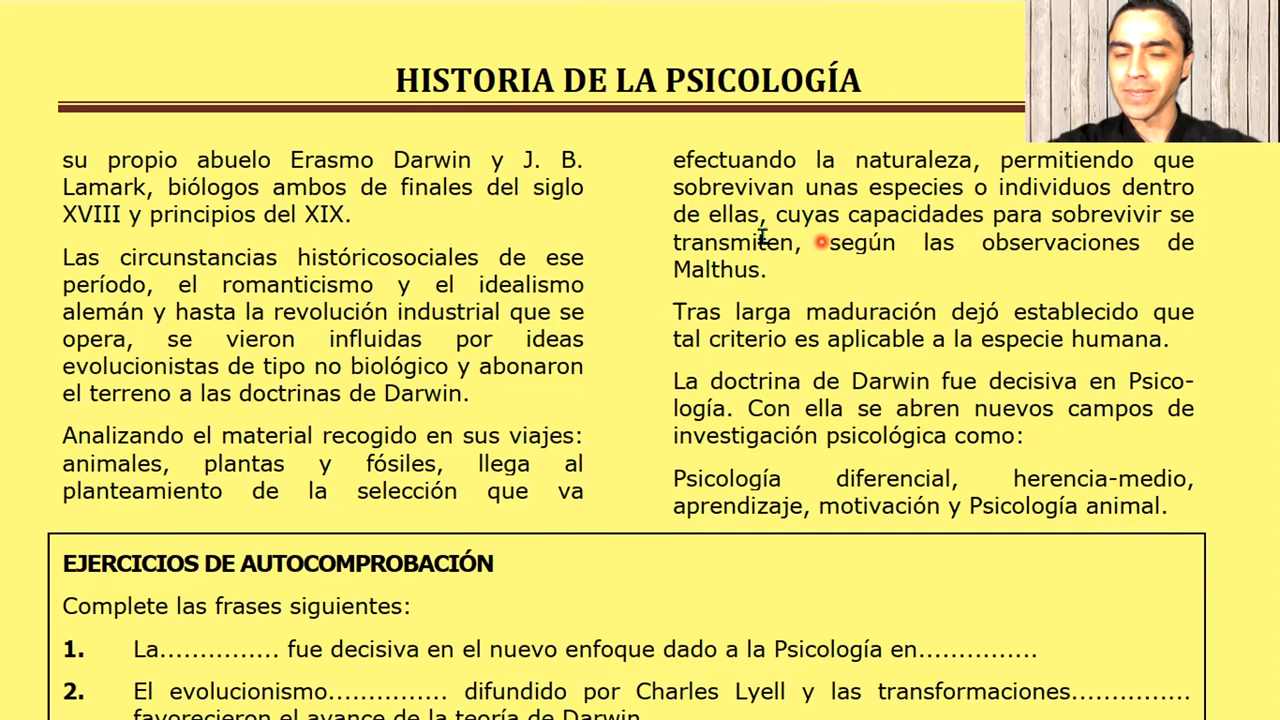 HISTORIA DE LA PSICOLOGÍA
su propio abuelo Erasmo Darwin y J. B.
Lamark, biólogos ambos de finales del siglo
XVIII y principios del XIX.
Las circunstancias históricosociales de ese
período, el romanticismo y el idealismo
alemán y hasta la revolución industrial que se
opera, se vieron influidas por ideas
evolucionistas de tipo no biológico y abonaron
el terreno a las doctrinas de Darwin.
Analizando el material recogido en sus viajes:
animales, plantas y fósiles, llega al
planteamiento de la selección que va
efectuando la naturaleza, permitiendo que
sobrevivan unas especies o individuos dentro
de ellas, cuyas capacidades para sobrevivir se
transmiten, según las observaciones de
Malthus.
Tras larga maduración dejó establecido que
tal criterio es aplicable a la especie humana.
La doctrina de Darwin fue decisiva en Psico-
logía. Con ella se abren nuevos campos de
investigación psicológica como:
Psicología diferencial, herencia-medio,
aprendizaje, motivación y Psicología animal.
EJERCICIOS DE AUTOCOMPROBACIÓN
Complete las frases siguientes:
1. La............... fue decisiva en el nuevo enfoque dado a la Psicología en...............
2. El evolucionismo............... difundido por Charles Lyell y las transformaciones...............
favorecieron el avance de la teoría de Darwin